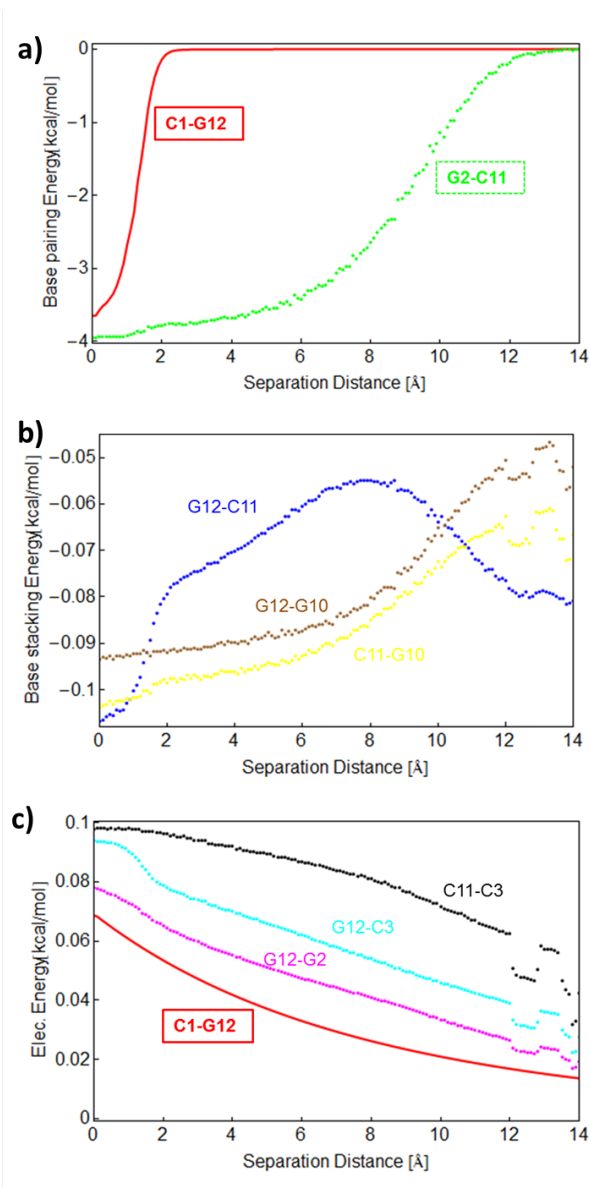 a)
0
−1
−2
−3
−4
Base pairing Energy[kcal/mol]
C1-G12
G2-C11
0 2 4 6 8 10 12 14
Separation Distance [Å]
b)
−0.05
−0.06
−0.07
−0.08
−0.09
−0.1
Base stacking Energy[kcal/mol]
G12-C11
G12-G10
C11-G10
0 2 4 6 8 10 12 14
Separation Distance [Å]
c)
0.1
0.08
0.06
0.04
0.02
0
Elec. Energy[kcal/mol]
C11-C3
G12-C3
G12-G2
C1-G12
0 2 4 6 8 10 12 14
Separation Distance [Å]